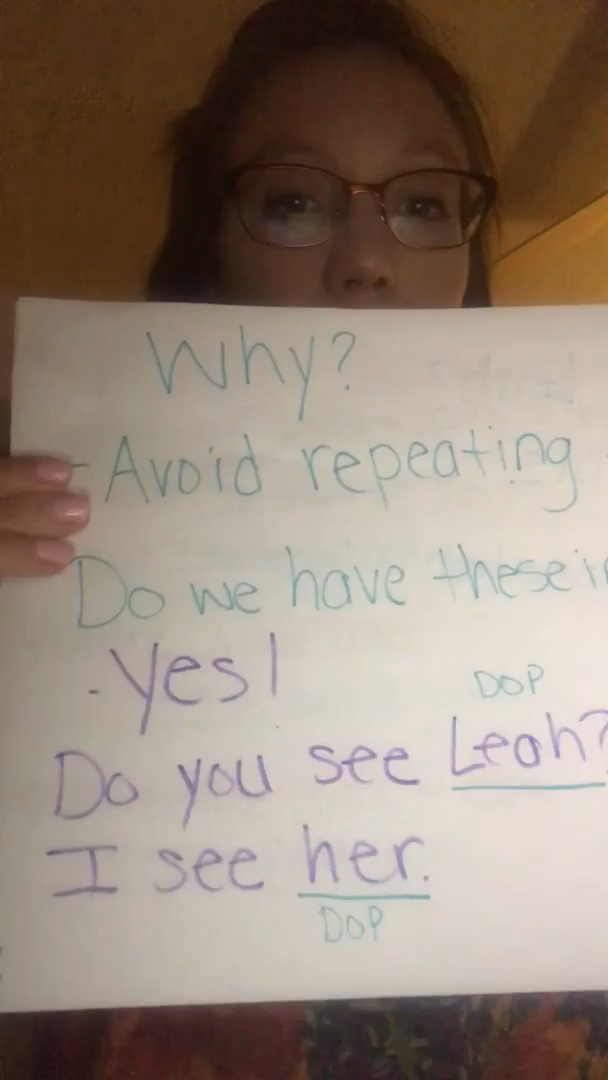 Why?
- Avoid repeating
Do we have these
- Yes!
DOP
Do you see Leah?
I see her.
DOP